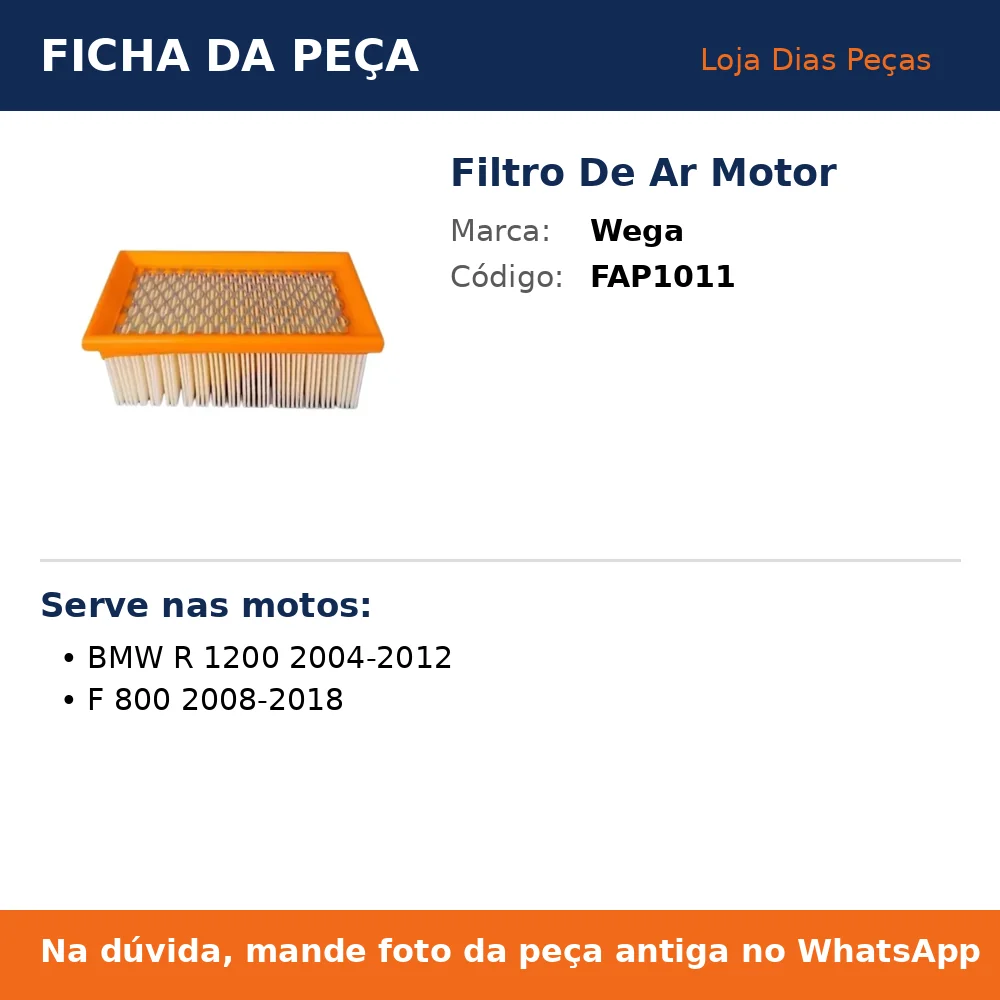 FICHA DA PEÇA
Loja Dias Peças
Filtro De Ar Motor
Marca: Wega
Código: FAP1011
Serve nas motos:
• BMW R 1200 2004-2012
• F 800 2008-2018
Na dúvida, mande foto da peça antiga no WhatsApp